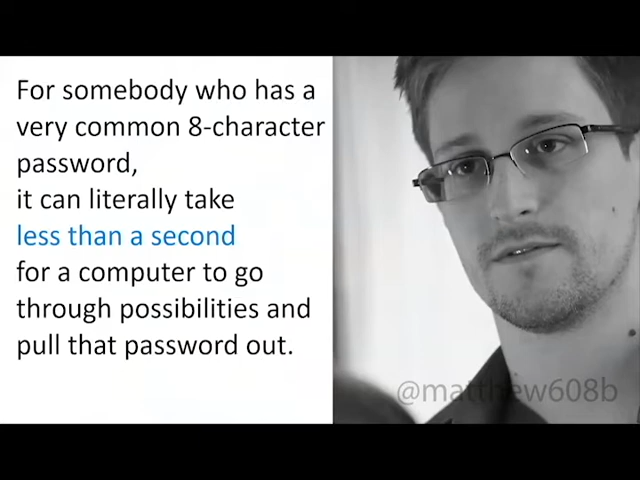 For somebody who has a
very common 8-character
password,
it can literally take
less than a second
for a computer to go
through possibilities and
pull that password out.
@matthew608b